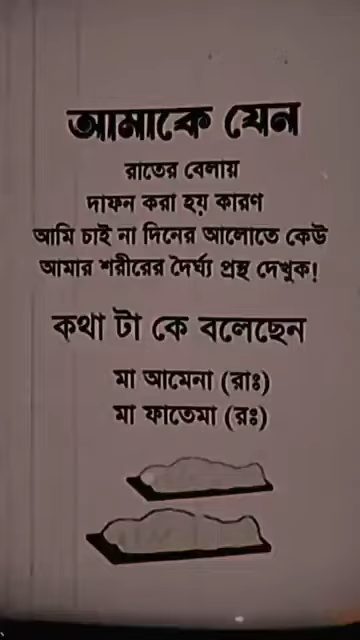 আমাকে যেন
রাতের বেলায়
দাফন করা হয় কারণ
আমি চাই না দিনের আলোতে কেউ
আমার শরীরের দৈর্ঘ্য প্রস্থ দেখুক!
কথা টা কে বলেছেন
মা আমেনা (রাঃ)
মা ফাতেমা (রঃ)